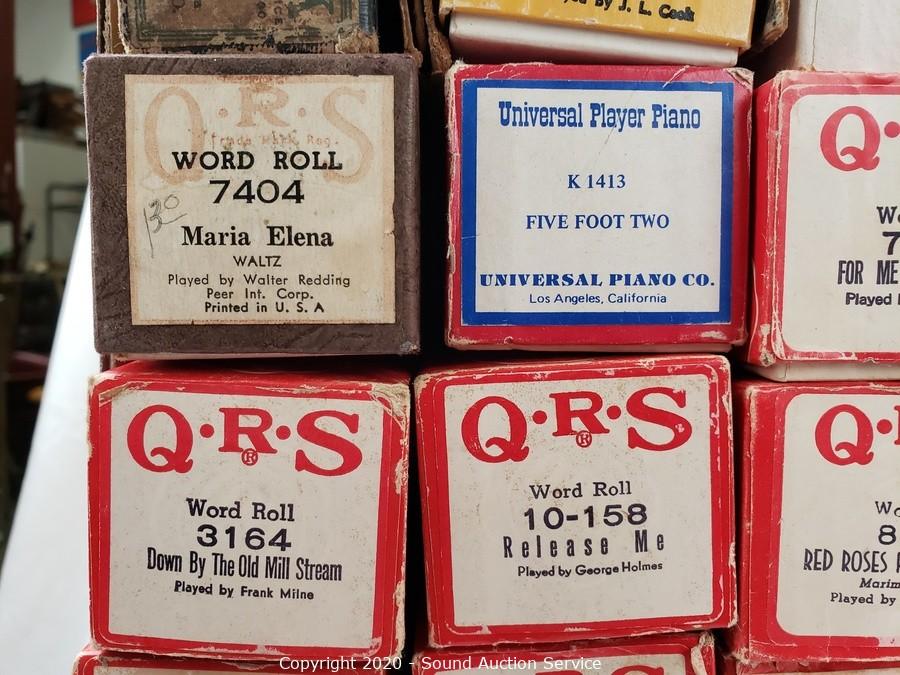 by J. L. Cook
Q·R·S
Trade Mark Reg.
WORD ROLL
7404
130
Maria Elena
WALTZ
Played by Walter Redding
Peer Int. Corp.
Printed in U. S. A
Universal Player Piano
K 1413
FIVE FOOT TWO
UNIVERSAL PIANO CO.
Los Angeles, California
Q·
7
FOR ME
Played
Q·R·S
®
Word Roll
3164
Down By The Old Mill Stream
Played by Frank Milne
Q·R·S
®
Word Roll
10-158
Release Me
Played by George Holmes
Q·
8
RED ROSES
Played by
Copyright 2020 - Sound Auction Service